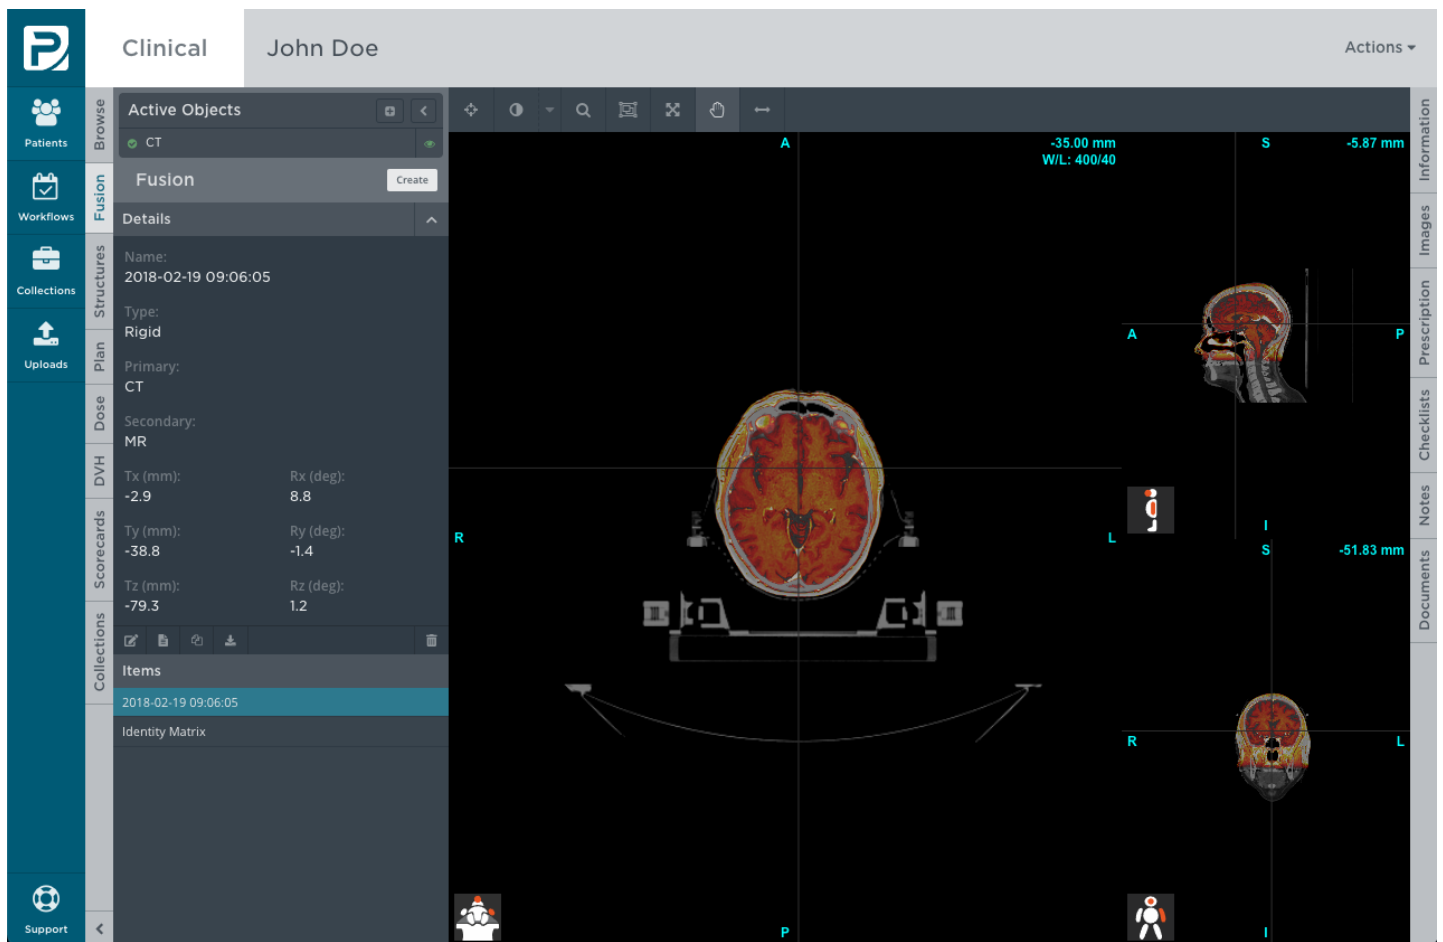 Clinical
John Doe
Actions
Patients
Workflows
Collections
Uploads
Support
Browse
Fusion
Structures
Plan
Dose
DVH
Scorecards
Collections
Active Objects
CT
Fusion
Create
Details
Name:
2018-02-19 09:06:05
Type:
Rigid
Primary:
CT
Secondary:
MR
Tx (mm): Rx (deg):
-2.9 8.8
Ty (mm): Ry (deg):
-38.8 -1.4
Tz (mm): Rz (deg):
-79.3 1.2
Items
2018-02-19 09:06:05
Identity Matrix
A
-35.00 mm
W/L: 400/40
R
L
P
S
-5.87 mm
A
P
I
S
-51.83 mm
R
L
I
Information
Images
Prescription
Checklists
Notes
Documents